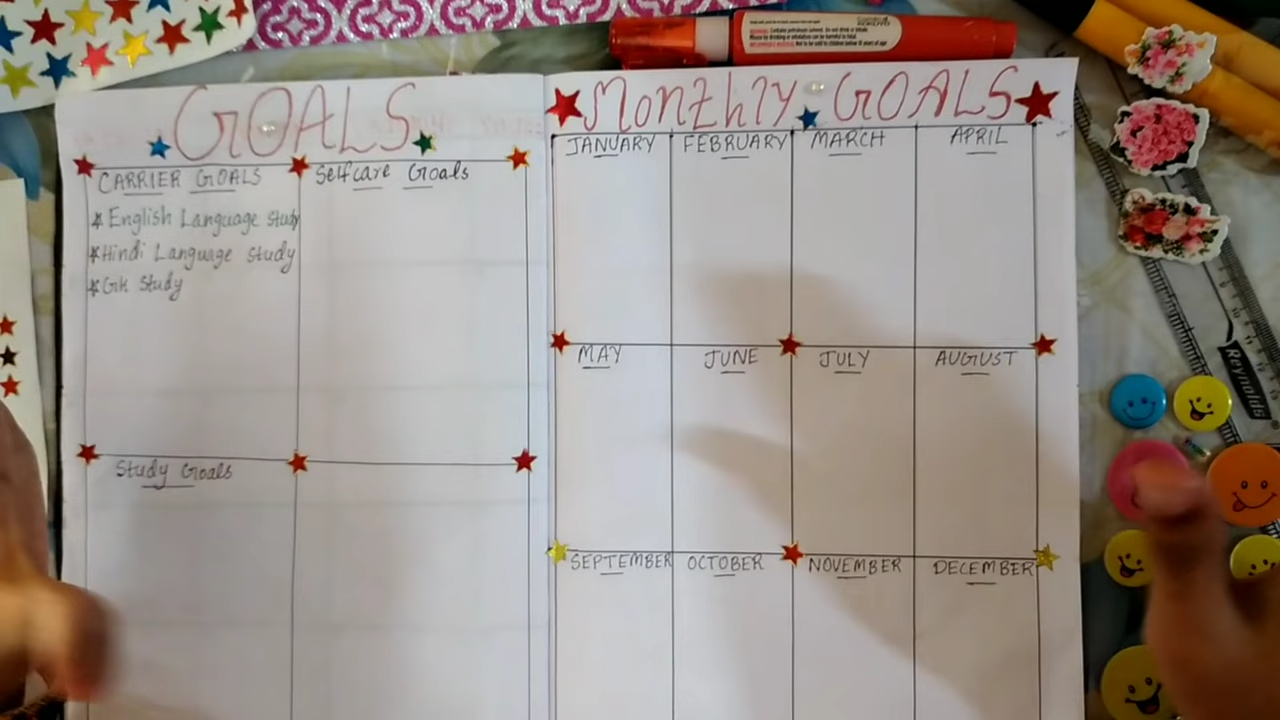 GOALS
CARRIER GOALS
Selfcare Goals
* English Language study
* Hindi Language study
* GK study
Study Goals
Monthly GOALS
JANUARY
FEBRUARY
MARCH
APRIL
MAY
JUNE
JULY
AUGUST
SEPTEMBER
OCTOBER
NOVEMBER
DECEMBER
Reynolds